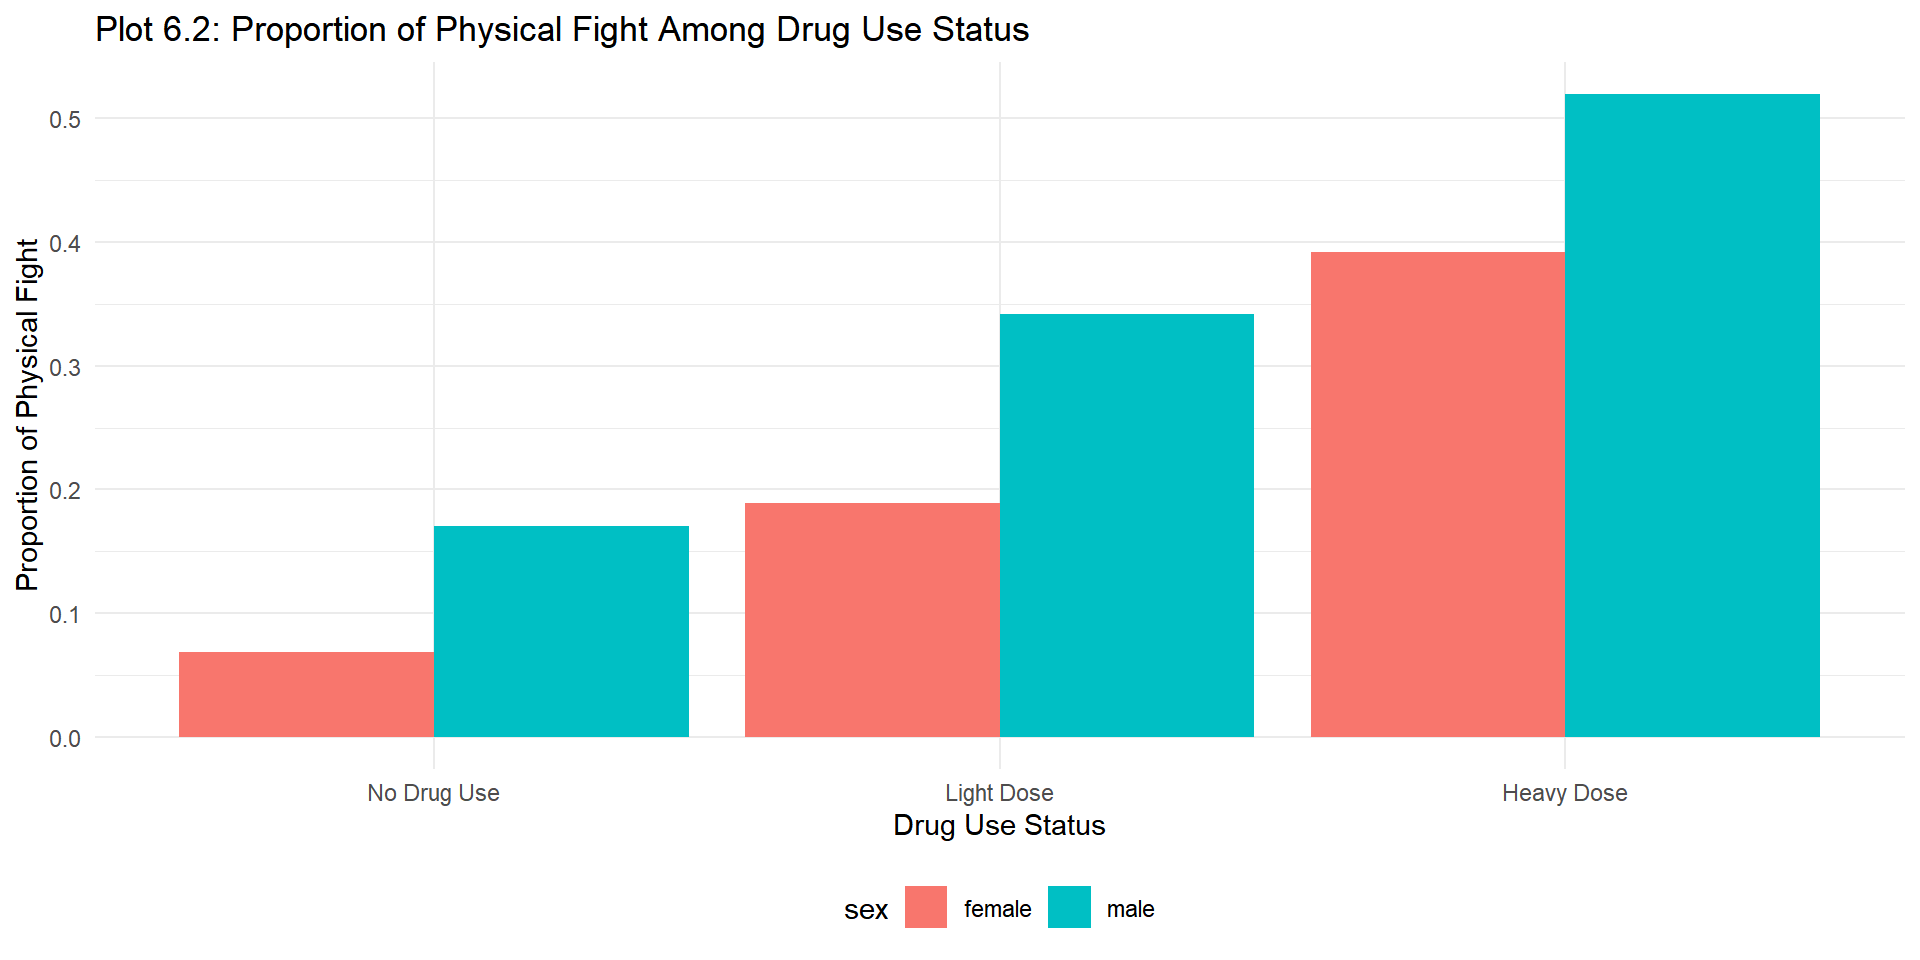 Plot 6.2: Proportion of Physical Fight Among Drug Use Status
Proportion of Physical Fight
0.5
0.4
0.3
0.2
0.1
0.0
No Drug Use Light Dose Heavy Dose
Drug Use Status
sex female male